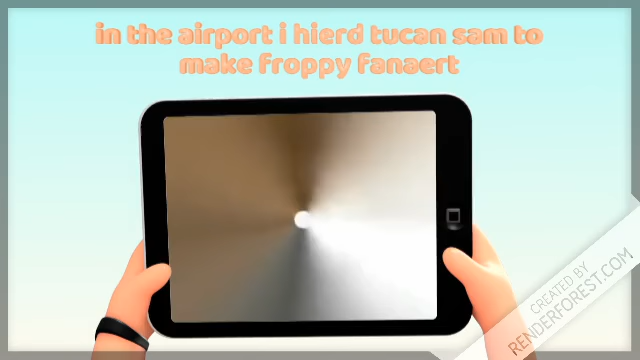 in the airport i hierd tucan sam to
make froppy fanaert
CREATED BY
RENDERFOREST.COM